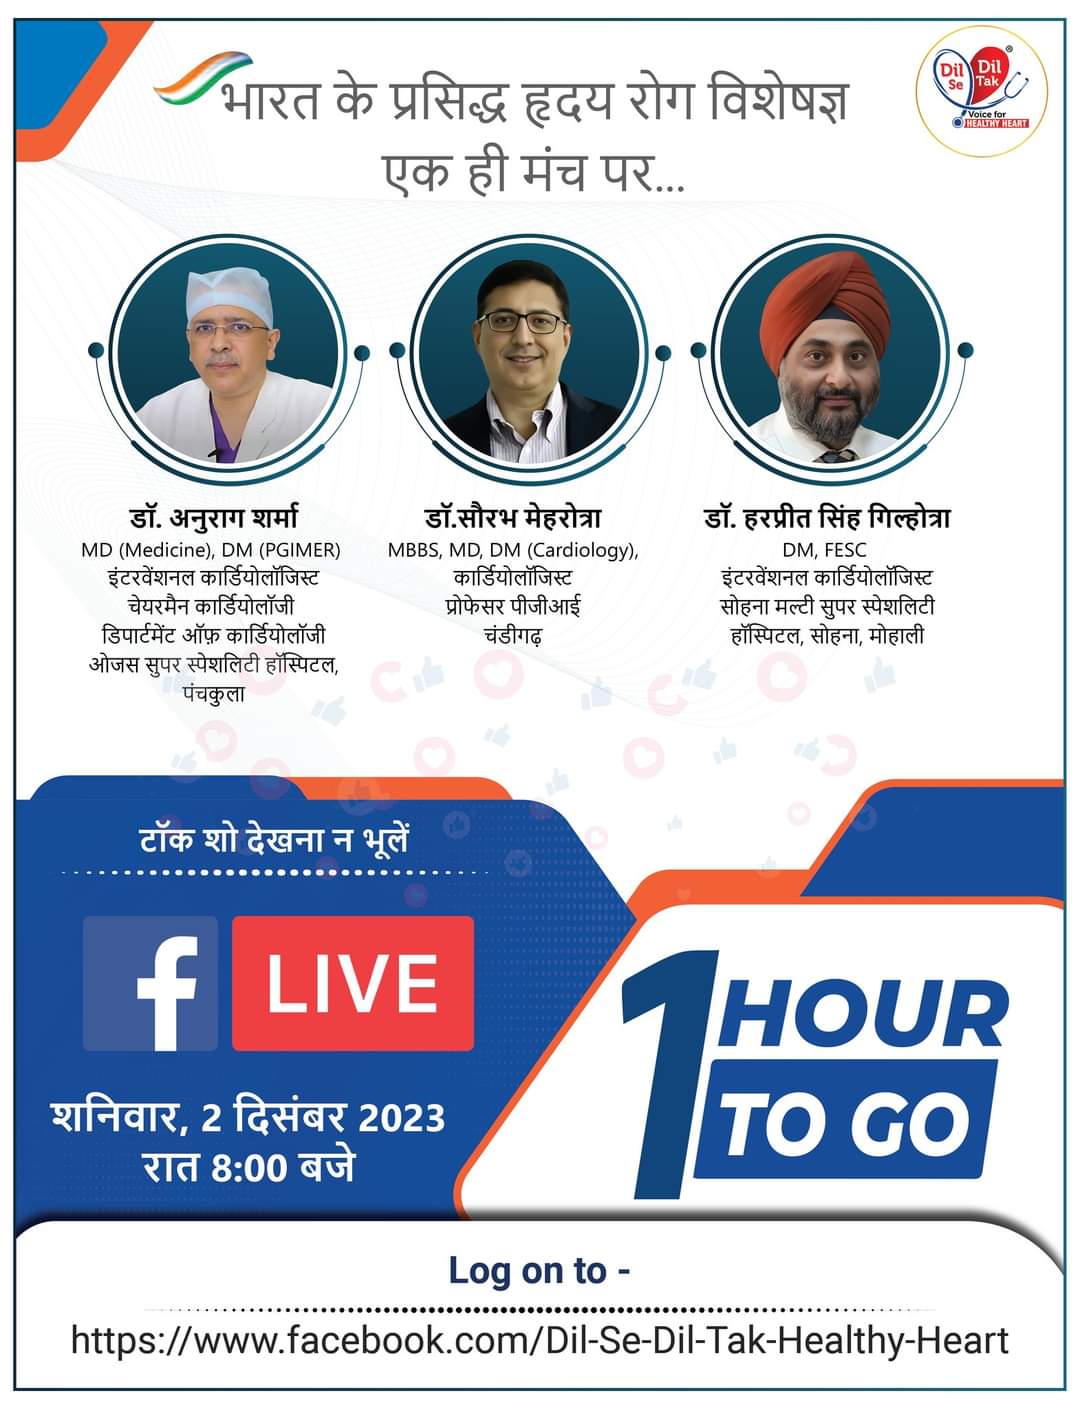 भारत के प्रसिद्ध हृदय रोग विशेषज्ञ
एक ही मंच पर...
Dil Se
Dil Tak
®
Voice for
HEALTHY HEART
डॉ. अनुराग शर्मा
MD (Medicine), DM (PGIMER)
इंटरवेंशनल कार्डियोलॉजिस्ट
चेयरमैन कार्डियोलॉजी
डिपार्टमेंट ऑफ़ कार्डियोलॉजी
ओजस सुपर स्पेशलिटी हॉस्पिटल,
पंचकुला
डॉ.सौरभ मेहरोत्रा
MBBS, MD, DM (Cardiology),
कार्डियोलॉजिस्ट
प्रोफेसर पीजीआई
चंडीगढ़
डॉ. हरप्रीत सिंह गिल्होत्रा
DM, FESC
इंटरवेंशनल कार्डियोलॉजिस्ट
सोहना मल्टी सुपर स्पेशलिटी
हॉस्पिटल, सोहना, मोहाली
टॉक शो देखना न भूलें
f LIVE
शनिवार, 2 दिसंबर 2023
रात 8:00 बजे
1 HOUR
TO GO
Log on to -
https://www.facebook.com/Dil-Se-Dil-Tak-Healthy-Heart